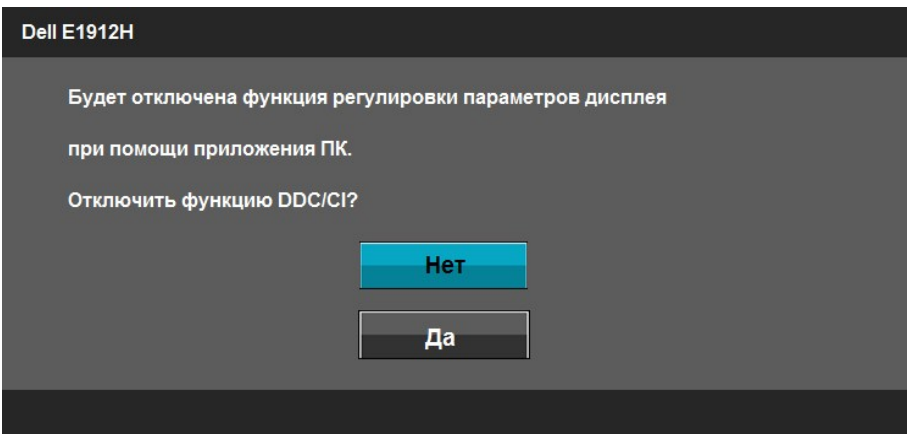 Dell E1912H
Будет отключена функция регулировки параметров дисплея
при помощи приложения ПК.
Отключить функцию DDC/CI?
Нет
Да